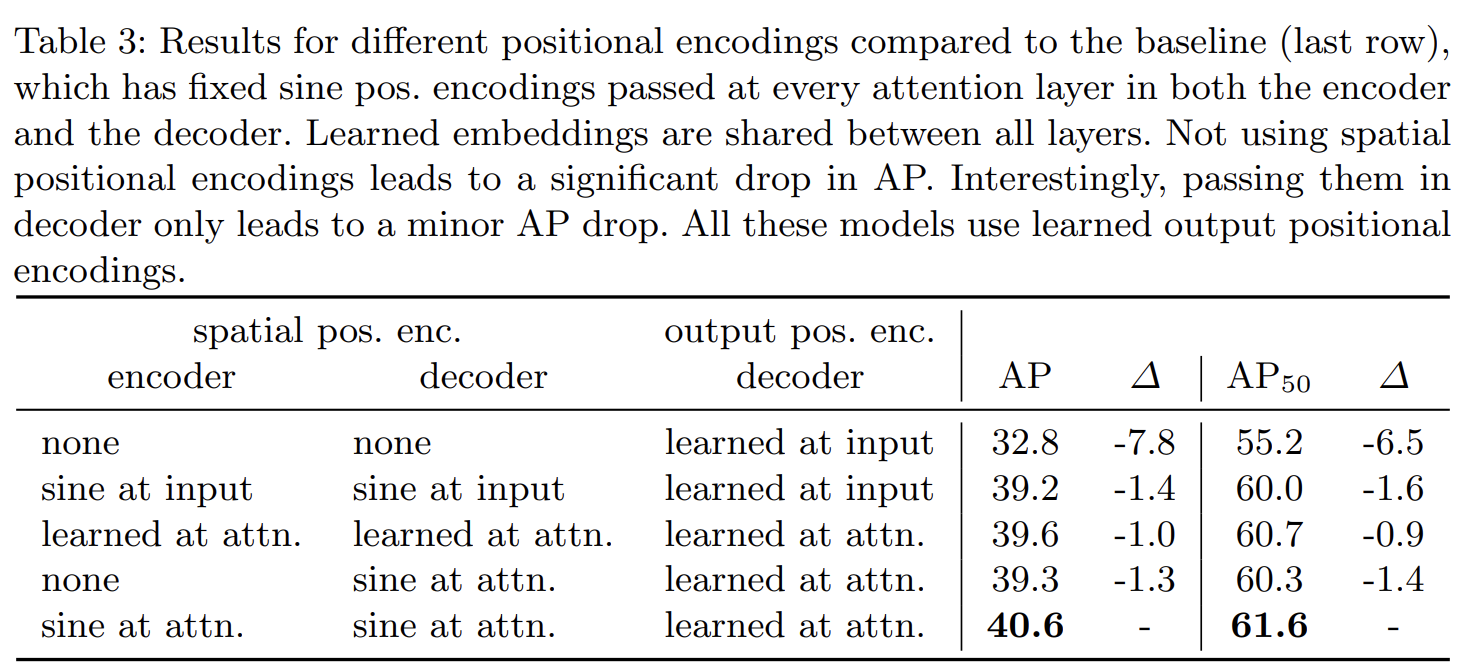 Table 3: Results for different positional encodings compared to the baseline (last row),
which has fixed sine pos. encodings passed at every attention layer in both the encoder
and the decoder. Learned embeddings are shared between all layers. Not using spatial
positional encodings leads to a significant drop in AP. Interestingly, passing them in
decoder only leads to a minor AP drop. All these models use learned output positional
encodings.
spatial pos. enc. output pos. enc.
encoder decoder decoder AP Δ AP50 Δ
none none learned at input 32.8 -7.8 55.2 -6.5
sine at input sine at input learned at input 39.2 -1.4 60.0 -1.6
learned at attn. learned at attn. learned at attn. 39.6 -1.0 60.7 -0.9
none sine at attn. learned at attn. 39.3 -1.3 60.3 -1.4
sine at attn. sine at attn. learned at attn. 40.6 - 61.6 -